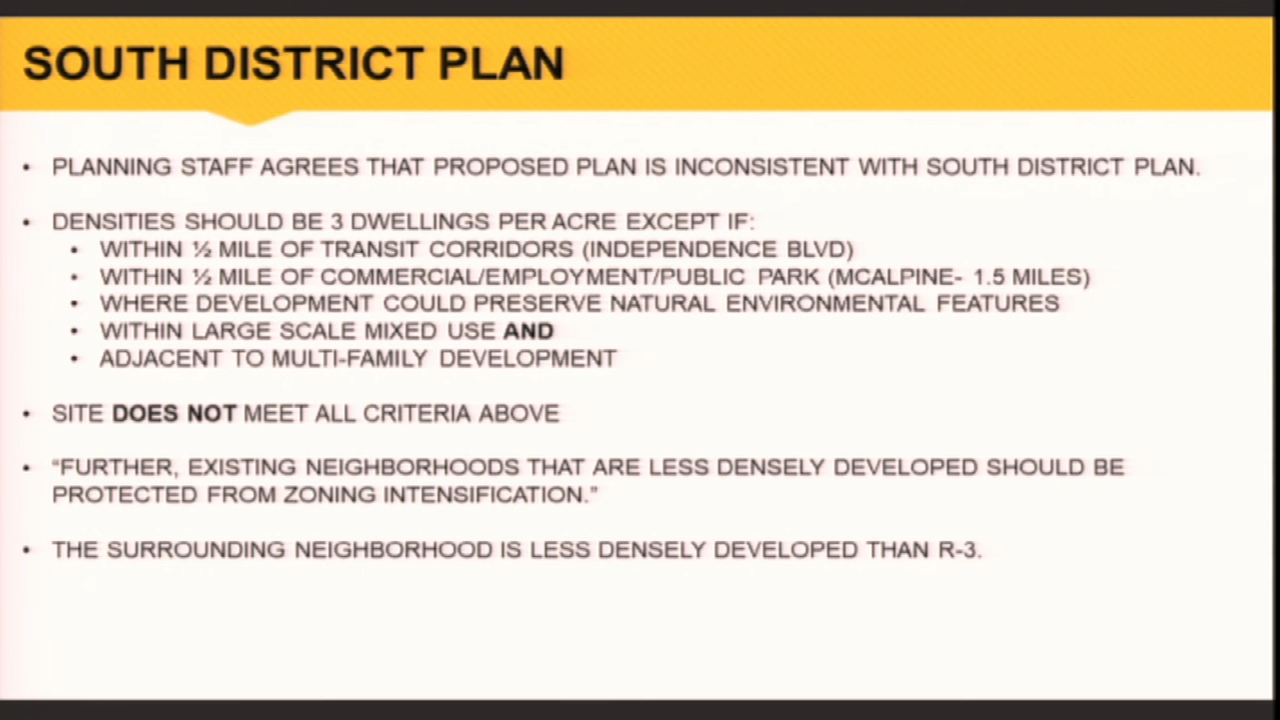 SOUTH DISTRICT PLAN
• PLANNING STAFF AGREES THAT PROPOSED PLAN IS INCONSISTENT WITH SOUTH DISTRICT PLAN.
• DENSITIES SHOULD BE 3 DWELLINGS PER ACRE EXCEPT IF:
• WITHIN ½ MILE OF TRANSIT CORRIDORS (INDEPENDENCE BLVD)
• WITHIN ½ MILE OF COMMERCIAL/EMPLOYMENT/PUBLIC PARK (MCALPINE- 1.5 MILES)
• WHERE DEVELOPMENT COULD PRESERVE NATURAL ENVIRONMENTAL FEATURES
• WITHIN LARGE SCALE MIXED USE AND
• ADJACENT TO MULTI-FAMILY DEVELOPMENT
• SITE DOES NOT MEET ALL CRITERIA ABOVE
• “FURTHER, EXISTING NEIGHBORHOODS THAT ARE LESS DENSELY DEVELOPED SHOULD BE
PROTECTED FROM ZONING INTENSIFICATION.”
• THE SURROUNDING NEIGHBORHOOD IS LESS DENSELY DEVELOPED THAN R-3.